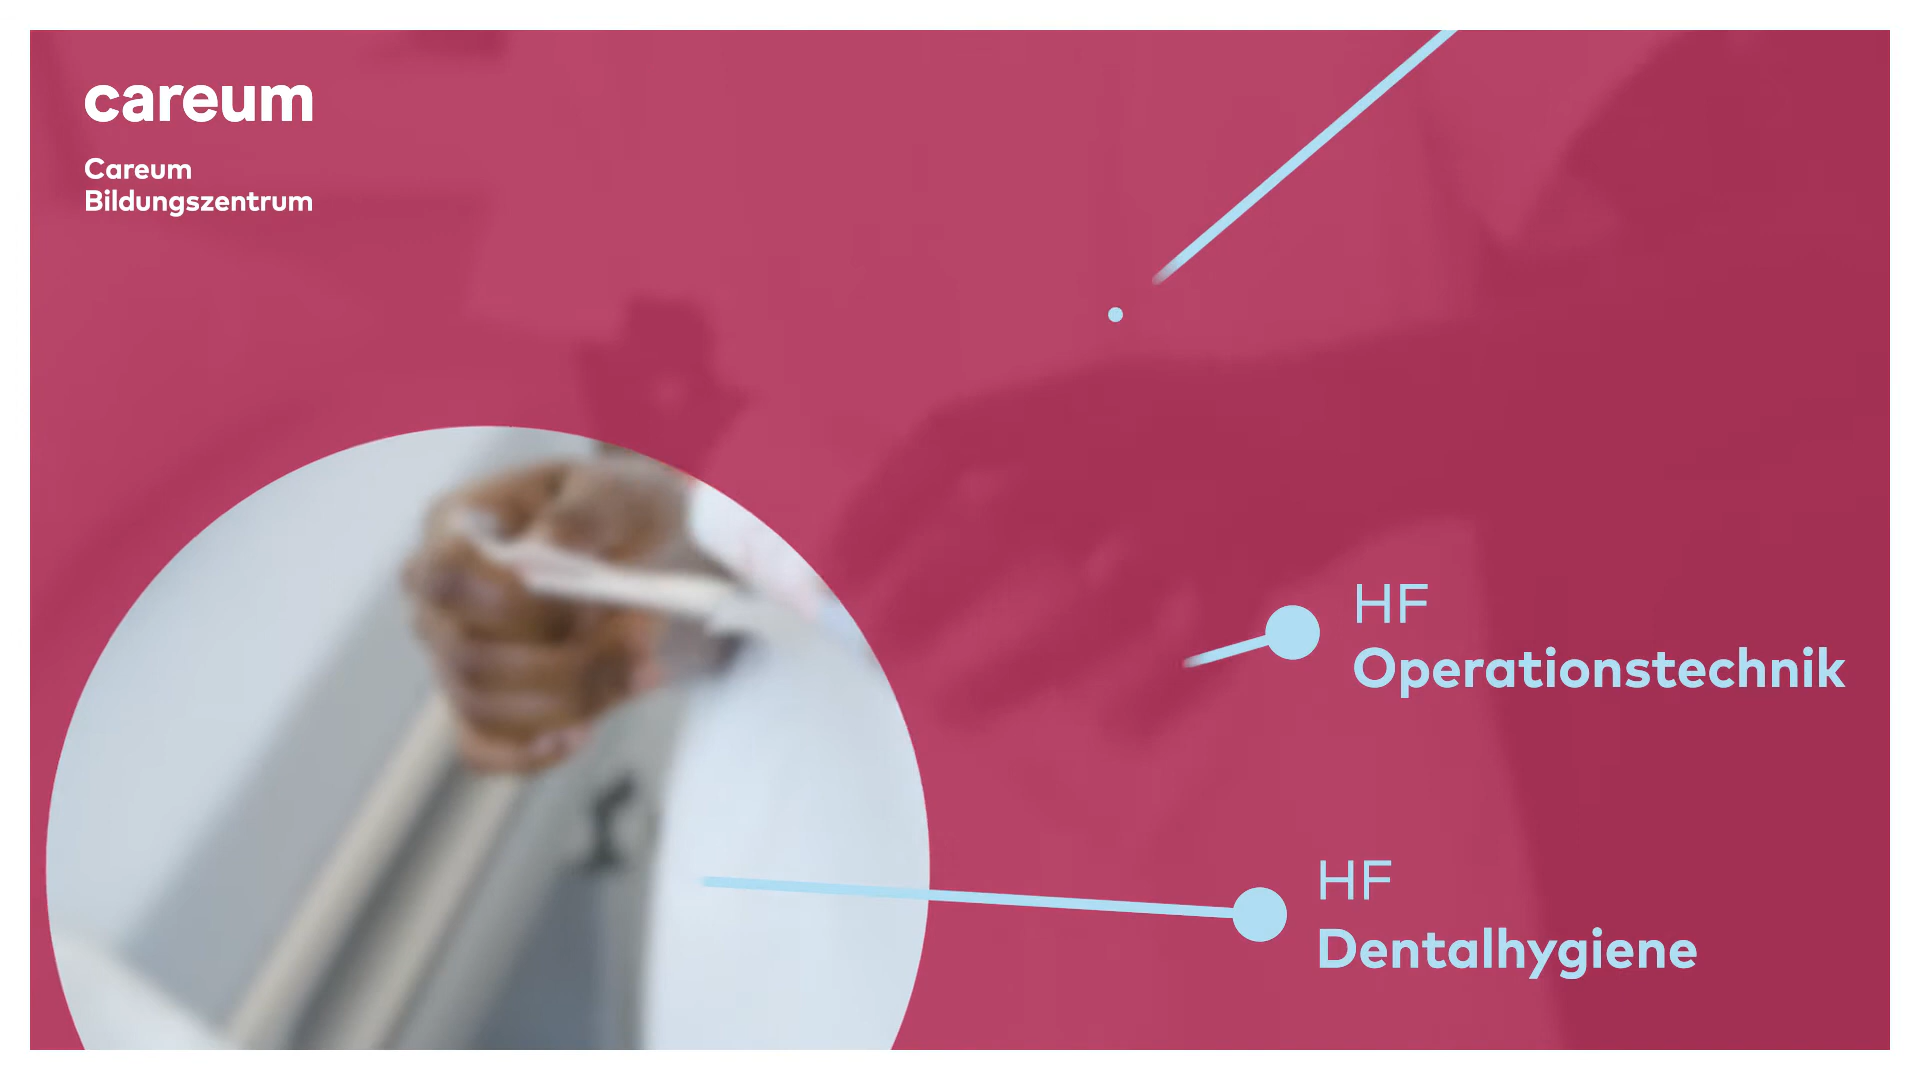 careum
Careum
Bildungszentrum
HF
Operationstechnik
HF
Dentalhygiene